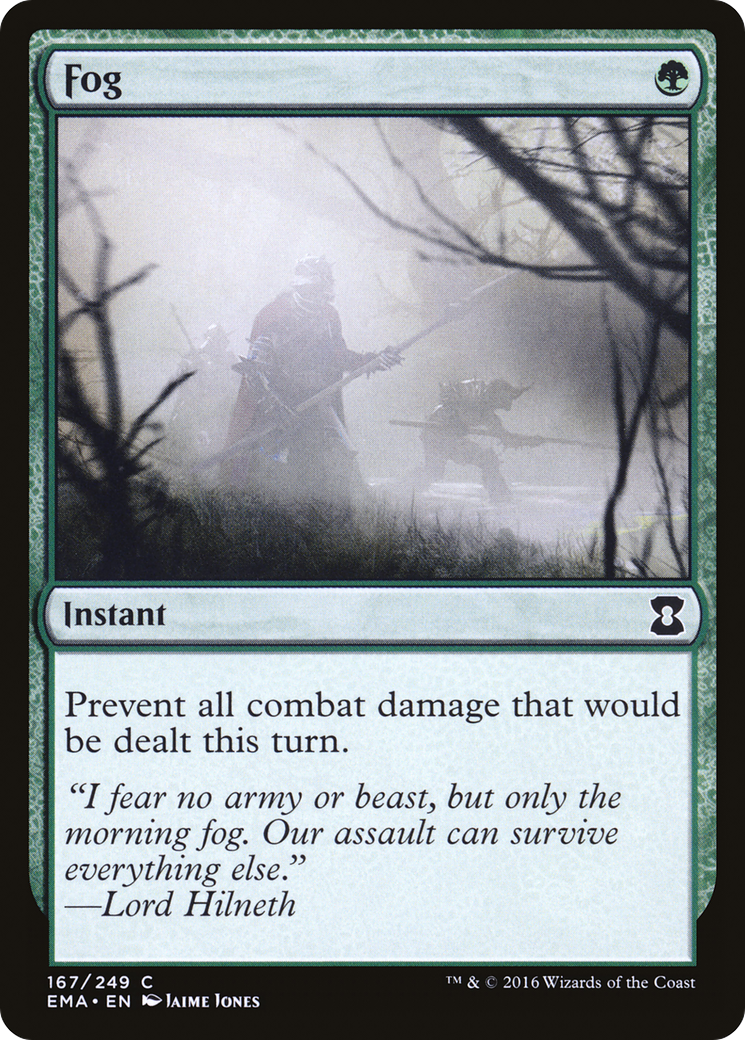 Fog
Instant
Prevent all combat damage that would
be dealt this turn.
“I fear no army or beast, but only the
morning fog. Our assault can survive
everything else.”
—Lord Hilneth
167/249 C
™ & © 2016 Wizards of the Coast
EMA • EN Jaime Jones